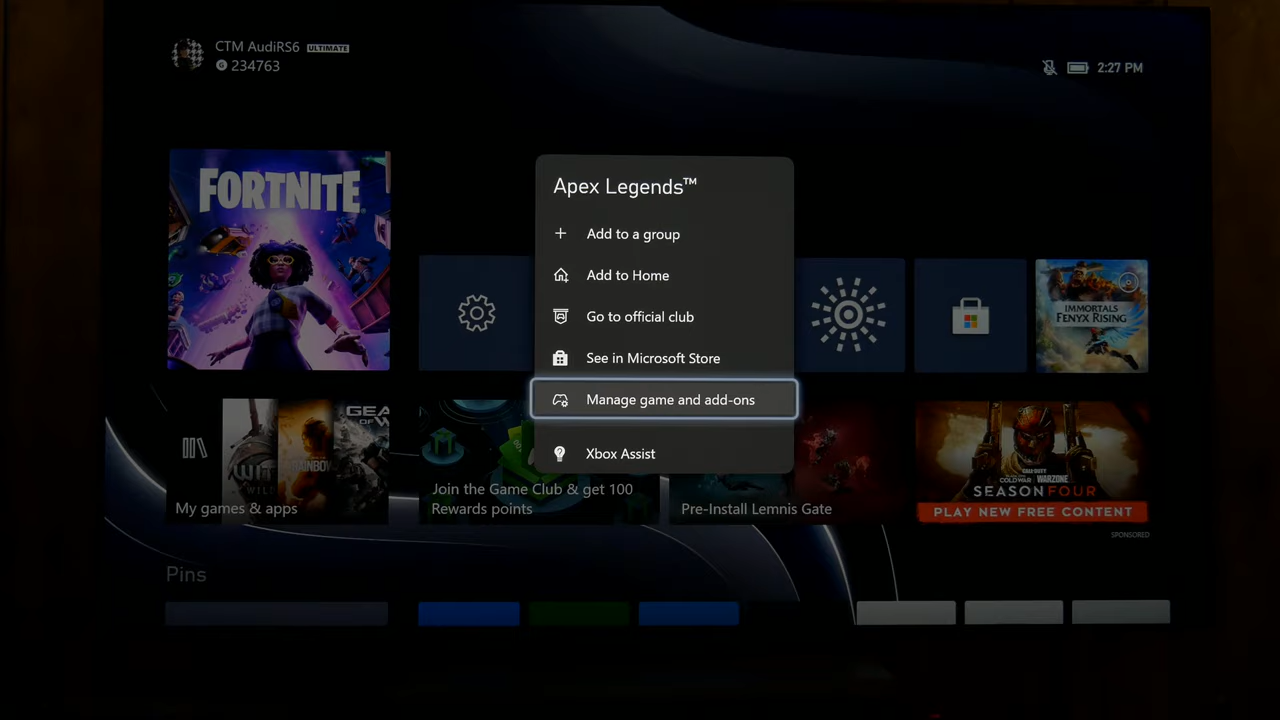 CTM AudiRS6 ULTIMATE
G 234763
2:27 PM
FORTNITE
Apex Legends™
Add to a group
Add to Home
Go to official club
See in Microsoft Store
Manage game and add-ons
Xbox Assist
IMMORTALS
FENYX RISING
My games & apps
Join the Game Club & get 100
Rewards points
Pre-Install Lemnis Gate
CALL OF DUTY
COLD WAR WARZONE
SEASON FOUR
PLAY NEW FREE CONTENT
SPONSORED
Pins